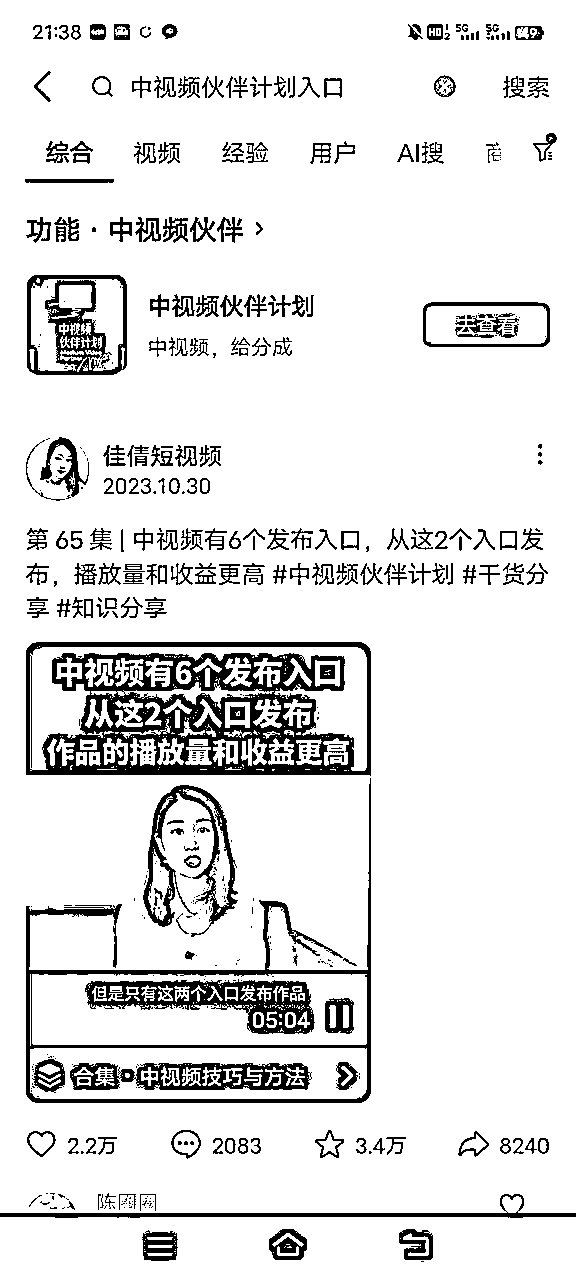 21:38
中视频伙伴计划入口
搜索
综合 视频 经验 用户 AI搜
功能·中视频伙伴
中视频伙伴计划
中视频
伙伴计划
中视频，给分成
去查看
佳倩短视频
2023.10.30
第 65 集 | 中视频有6个发布入口，从这2个入口发
布，播放量和收益更高 #中视频伙伴计划 #干货分
享 #知识分享
中视频有6个发布入口
从这2个入口发布
作品的播放量和收益更高
但是只有这两个入口发布作品
05:04
合集·中视频技巧与方法
2.2万 2083 3.4万 8240
陈圈圈